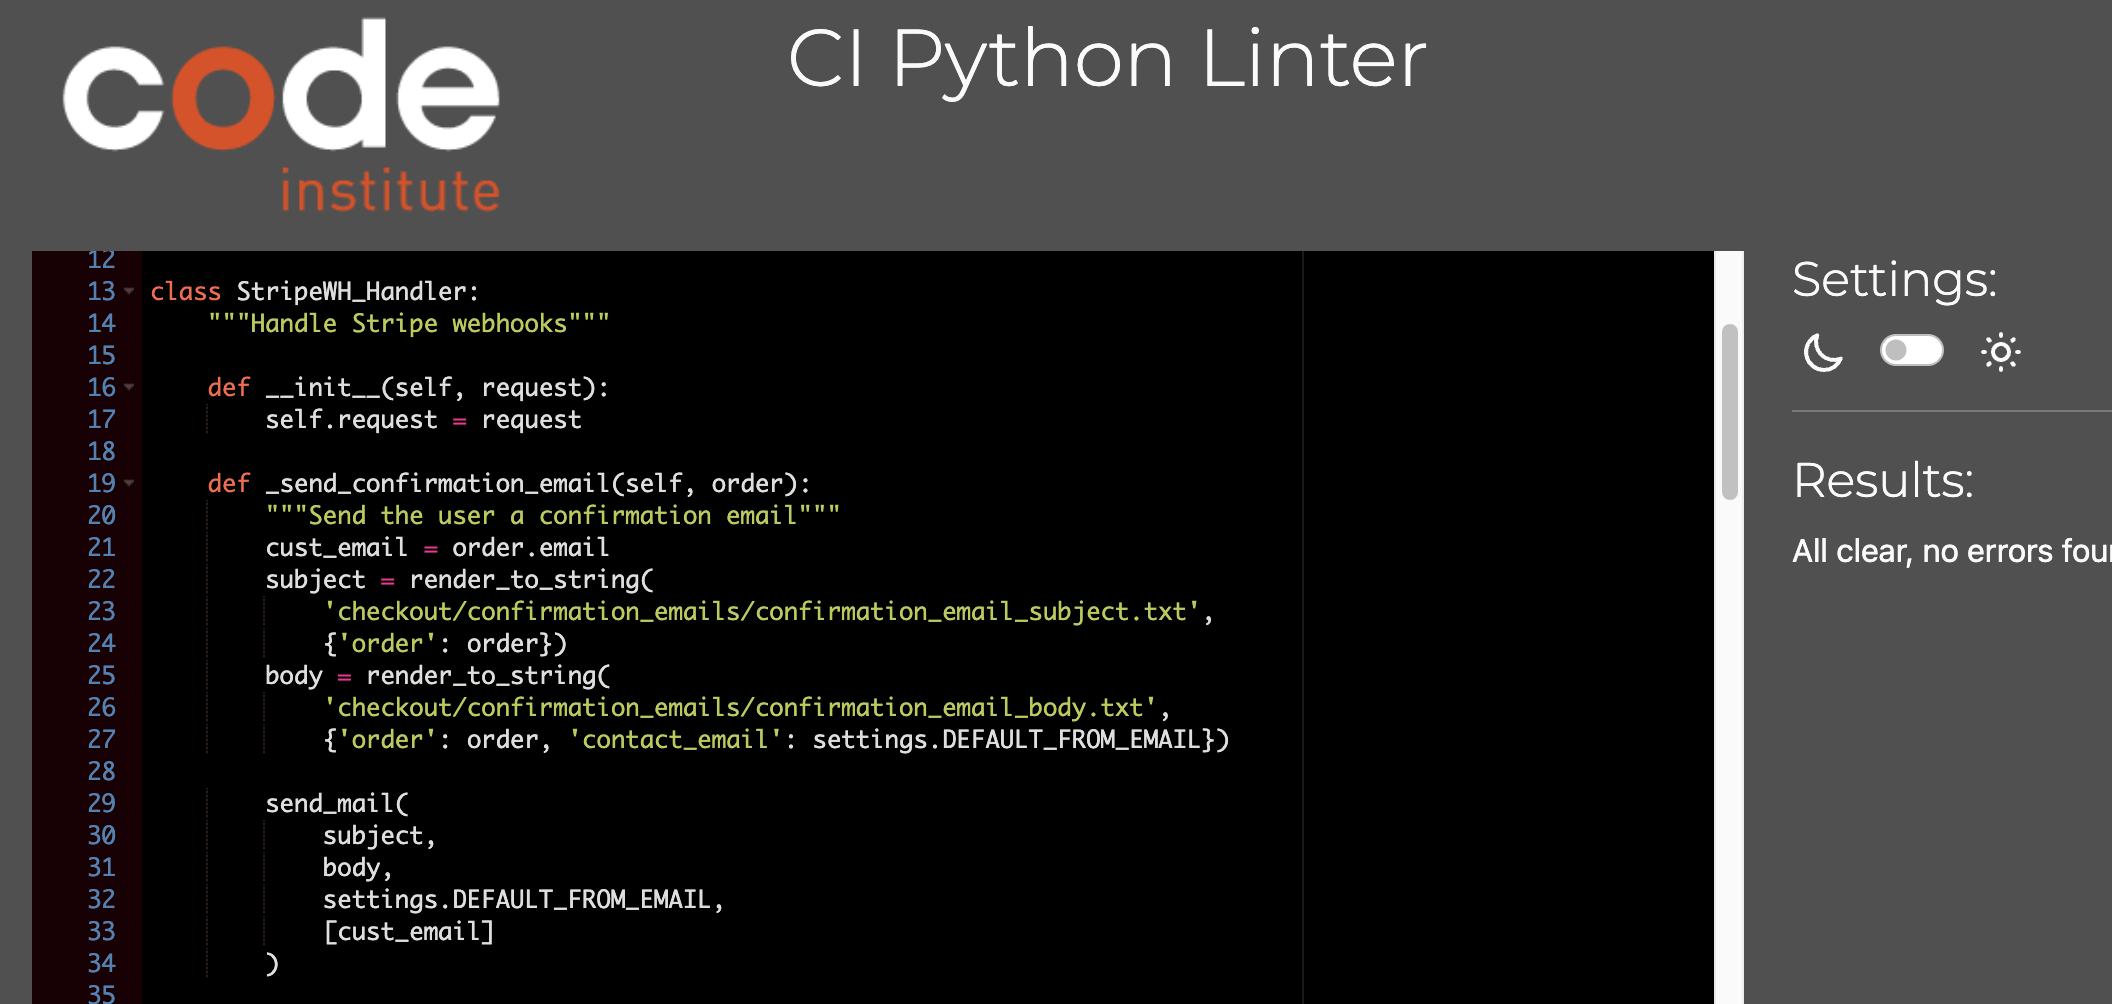 code
institute
CI Python Linter
12
13 class StripeWH_Handler:
14     """Handle Stripe webhooks"""
15
16     def __init__(self, request):
17         self.request = request
18
19     def _send_confirmation_email(self, order):
20         """Send the user a confirmation email"""
21         cust_email = order.email
22         subject = render_to_string(
23             'checkout/confirmation_emails/confirmation_email_subject.txt',
24             {'order': order})
25         body = render_to_string(
26             'checkout/confirmation_emails/confirmation_email_body.txt',
27             {'order': order, 'contact_email': settings.DEFAULT_FROM_EMAIL})
28
29         send_mail(
30             subject,
31             body,
32             settings.DEFAULT_FROM_EMAIL,
33             [cust_email]
34         )
35
Settings:
Results:
All clear, no errors